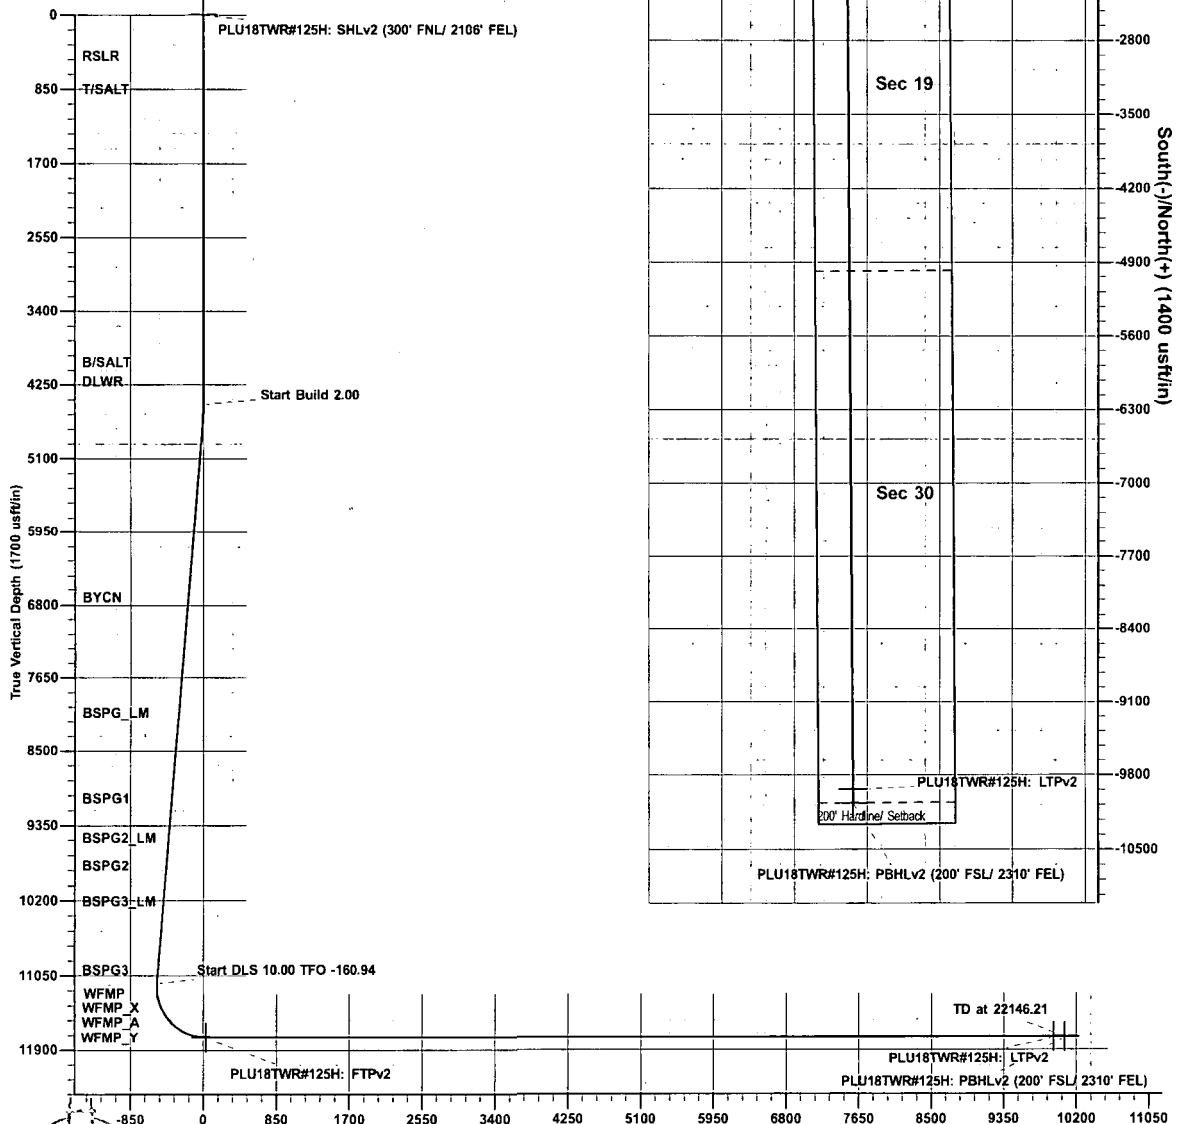 0
PLU18TWR#125H: SHLv2 (300' FNL/ 2106' FEL)
RSLR
850
T/SALT
1700
2550
3400
B/SALT
4250
DLWR
Start Build 2.00
5100
True Vertical Depth (1700 usft/in)
5950
BYCN
6800
7650
BSPG_LM
8500
BSPG1
9350
BSPG2_LM
BSPG2
10200
BSPG3_LM
11050
BSPG3
Start DLS 10.00 TFO -160.94
WFMP
WFMP_X
WFMP_A
WFMP_Y
11900
TD at 22146.21
PLU18TWR#125H: LTPv2
PLU18TWR#125H: FTPv2
PLU18TWR#125H: PBHLv2 (200' FSL/ 2310' FEL)
-850 0 850 1700 2550 3400 4250 5100 5950 6800 7650 8500 9350 10200 11050
-2800
Sec 19
-3500
-4200
South(-)/North(+) (1400 usft/in)
-4900
-5600
-6300
Sec 30
-7000
-7700
-8400
-9100
-9800
PLU18TWR#125H: LTPv2
200' Hardline/ Setback
-10500
PLU18TWR#125H: PBHLv2 (200' FSL/ 2310' FEL)